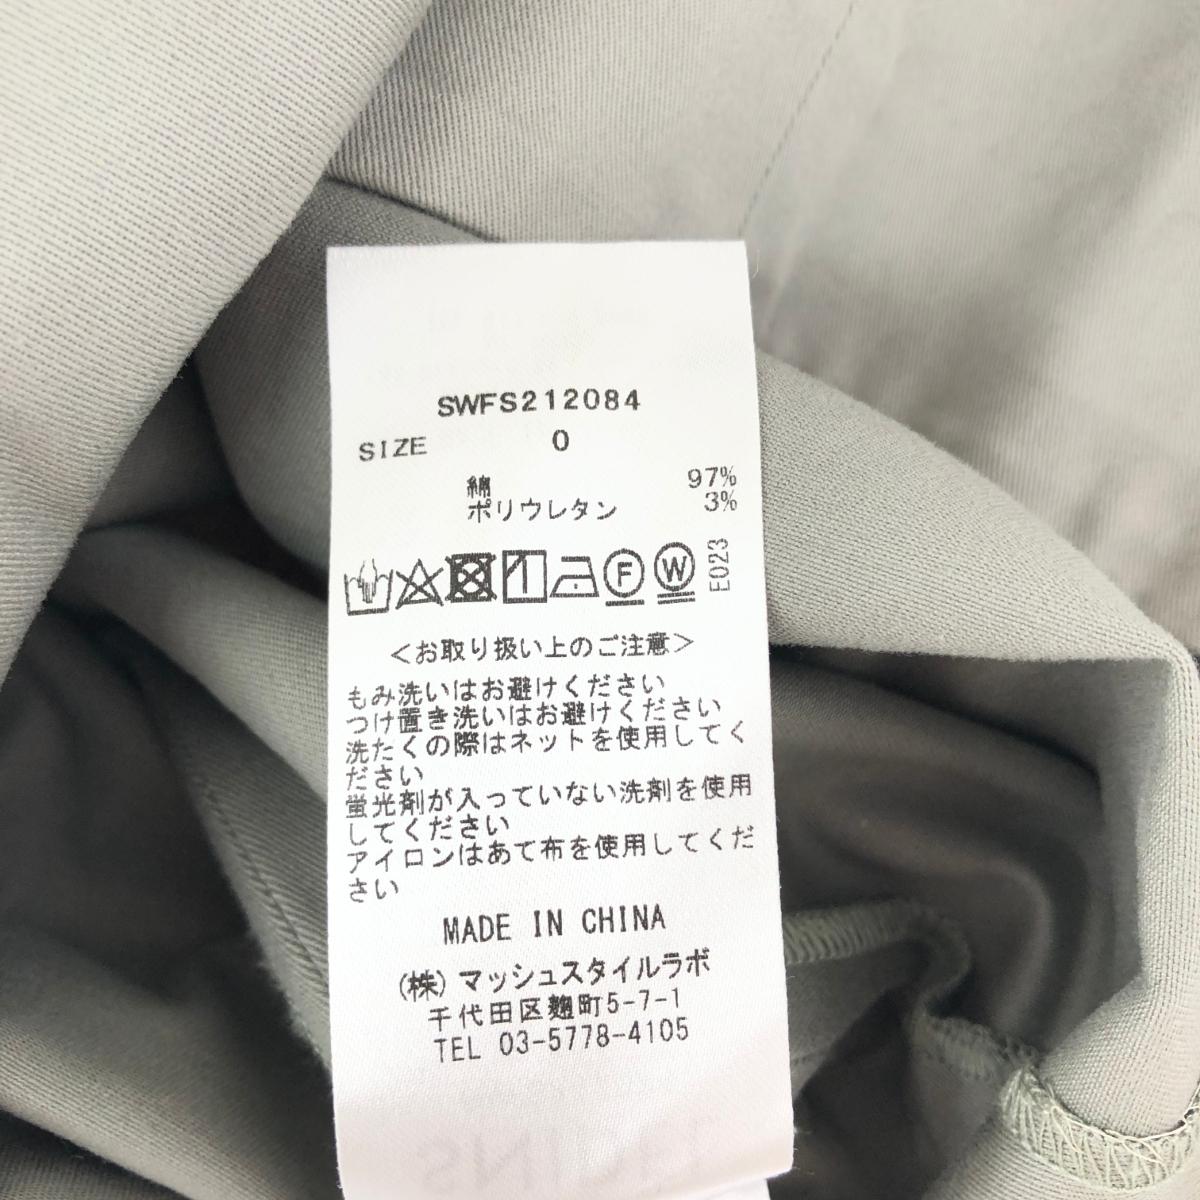 SWFS212084
SIZE 0
綿 97%
ポリウレタン 3%
F W E023
<お取り扱い上のご注意>
もみ洗いはお避けください
つけ置き洗いはお避けください
洗たくの際はネットを使用してく
ださい
蛍光剤が入っていない洗剤を使用
してください
アイロンはあて布を使用してくだ
さい
MADE IN CHINA
(株)マッシュスタイルラボ
千代田区麹町5-7-1
TEL 03-5778-4105